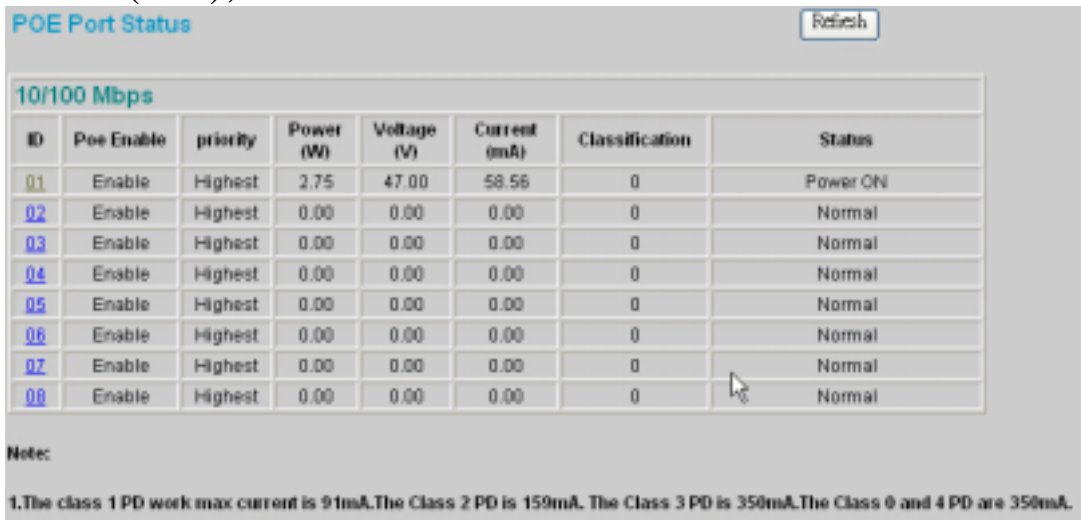 POE Port Status
Refresh
10/100 Mbps
ID Poe Enable priority Power (W) Voltage (V) Current (mA) Classification Status
01 Enable Highest 2.75 47.00 58.56 0 Power ON
02 Enable Highest 0.00 0.00 0.00 0 Normal
03 Enable Highest 0.00 0.00 0.00 0 Normal
04 Enable Highest 0.00 0.00 0.00 0 Normal
05 Enable Highest 0.00 0.00 0.00 0 Normal
06 Enable Highest 0.00 0.00 0.00 0 Normal
07 Enable Highest 0.00 0.00 0.00 0 Normal
08 Enable Highest 0.00 0.00 0.00 0 Normal
Note:
1.The class 1 PD work max current is 91mA.The Class 2 PD is 159mA. The Class 3 PD is 350mA.The Class 0 and 4 PD are 350mA.